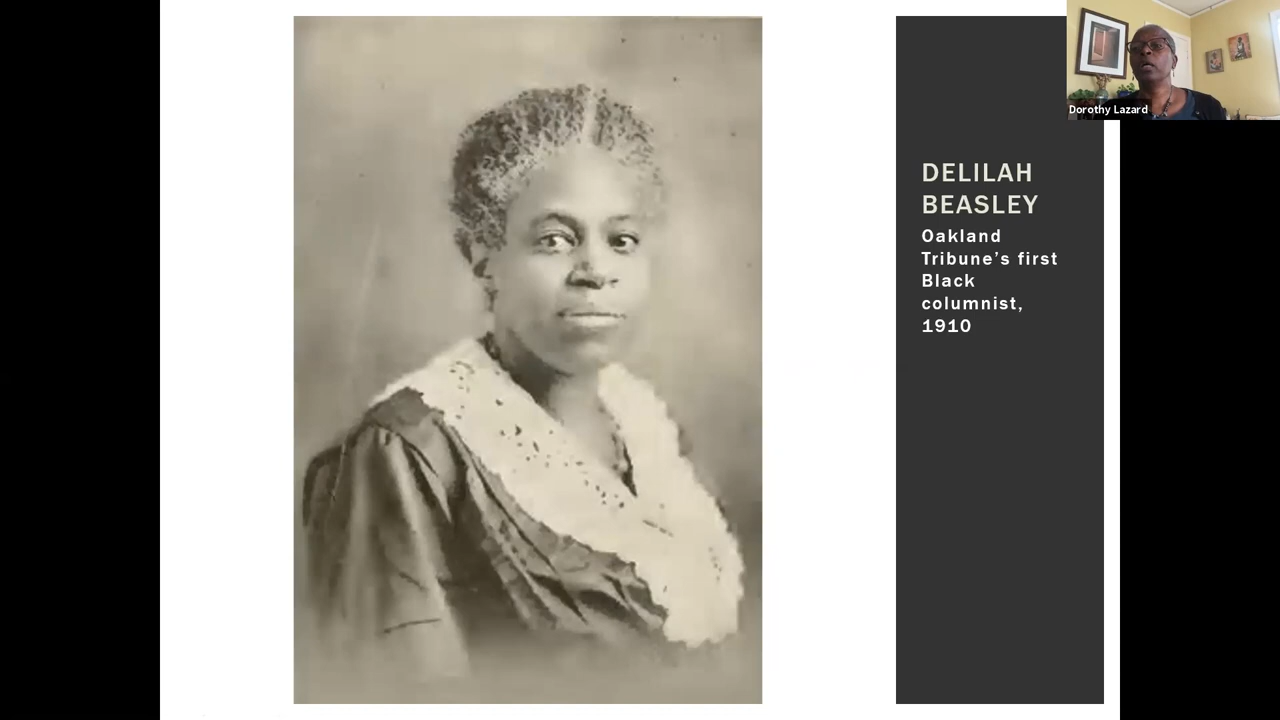 Dorothy Lazard
DELILAH
BEASLEY
Oakland
Tribune’s first
Black
columnist,
1910